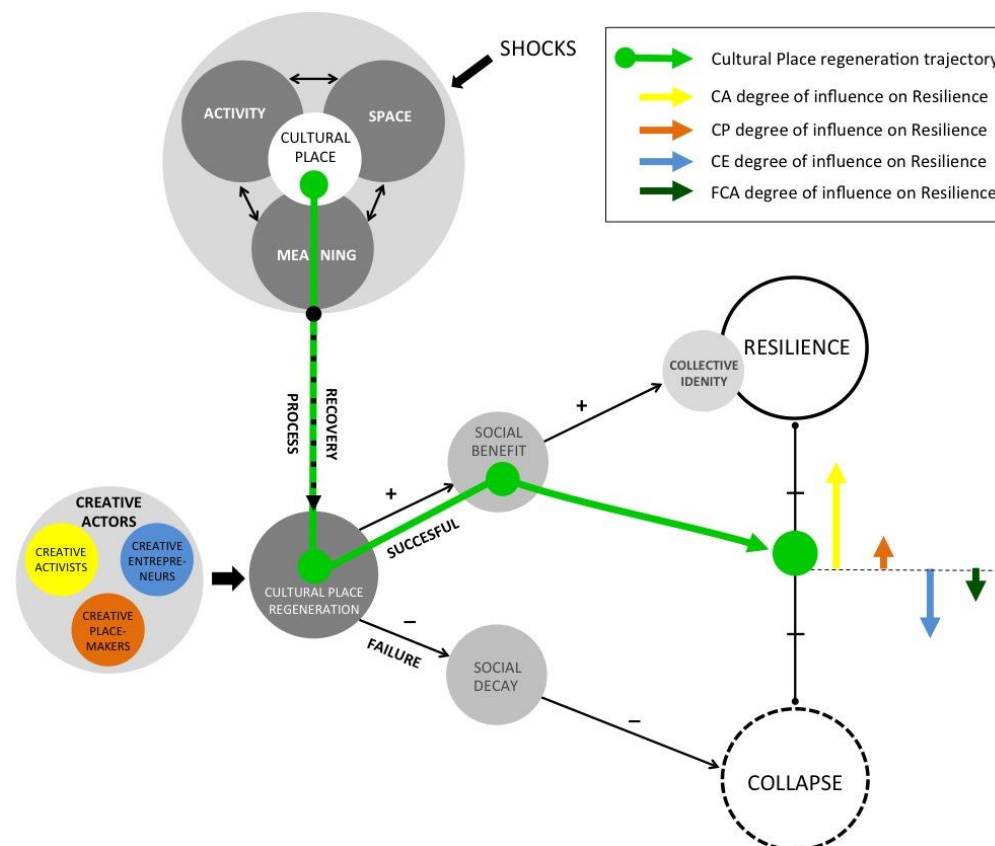 SHOCKS
ACTIVITY
SPACE
CULTURAL
PLACE
MEANING
Cultural Place regeneration trajectory
CA degree of influence on Resilience
CP degree of influence on Resilience
CE degree of influence on Resilience
FCA degree of influence on Resilience
RECOVERY
PROCESS
RESILIENCE
COLLECTIVE
IDENITY
+
SOCIAL
BENEFIT
+
SUCCESFUL
CREATIVE
ACTORS
CREATIVE
ACTIVISTS
CREATIVE
ENTREPRE-
NEURS
CREATIVE
PLACE-
MAKERS
CULTURAL PLACE
REGENERATION
–
FAILURE
SOCIAL
DECAY
–
COLLAPSE